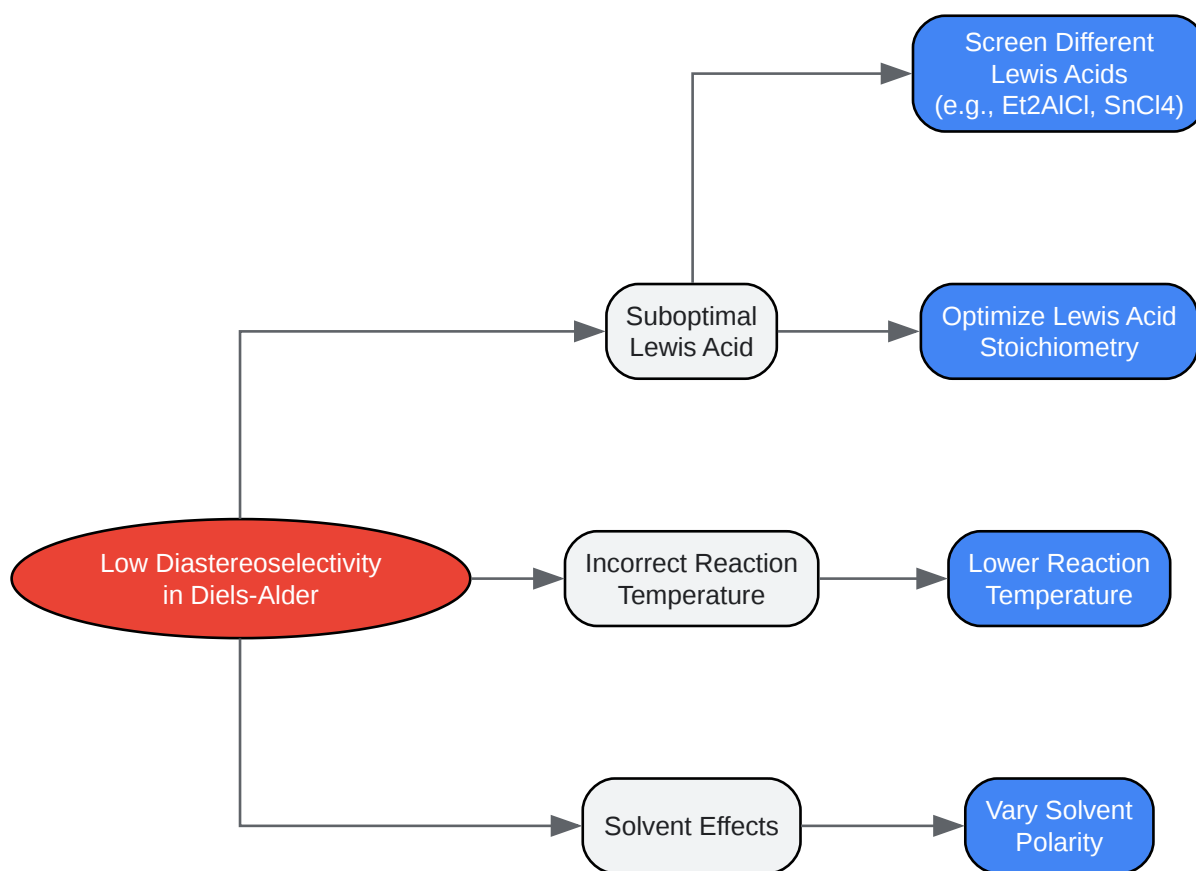 Screen Different
Lewis Acids
(e.g., Et2AlCl, SnCl4)
Suboptimal
Lewis Acid
Optimize Lewis Acid
Stoichiometry
Low Diastereoselectivity
in Diels-Alder
Incorrect Reaction
Temperature
Lower Reaction
Temperature
Solvent Effects
Vary Solvent
Polarity